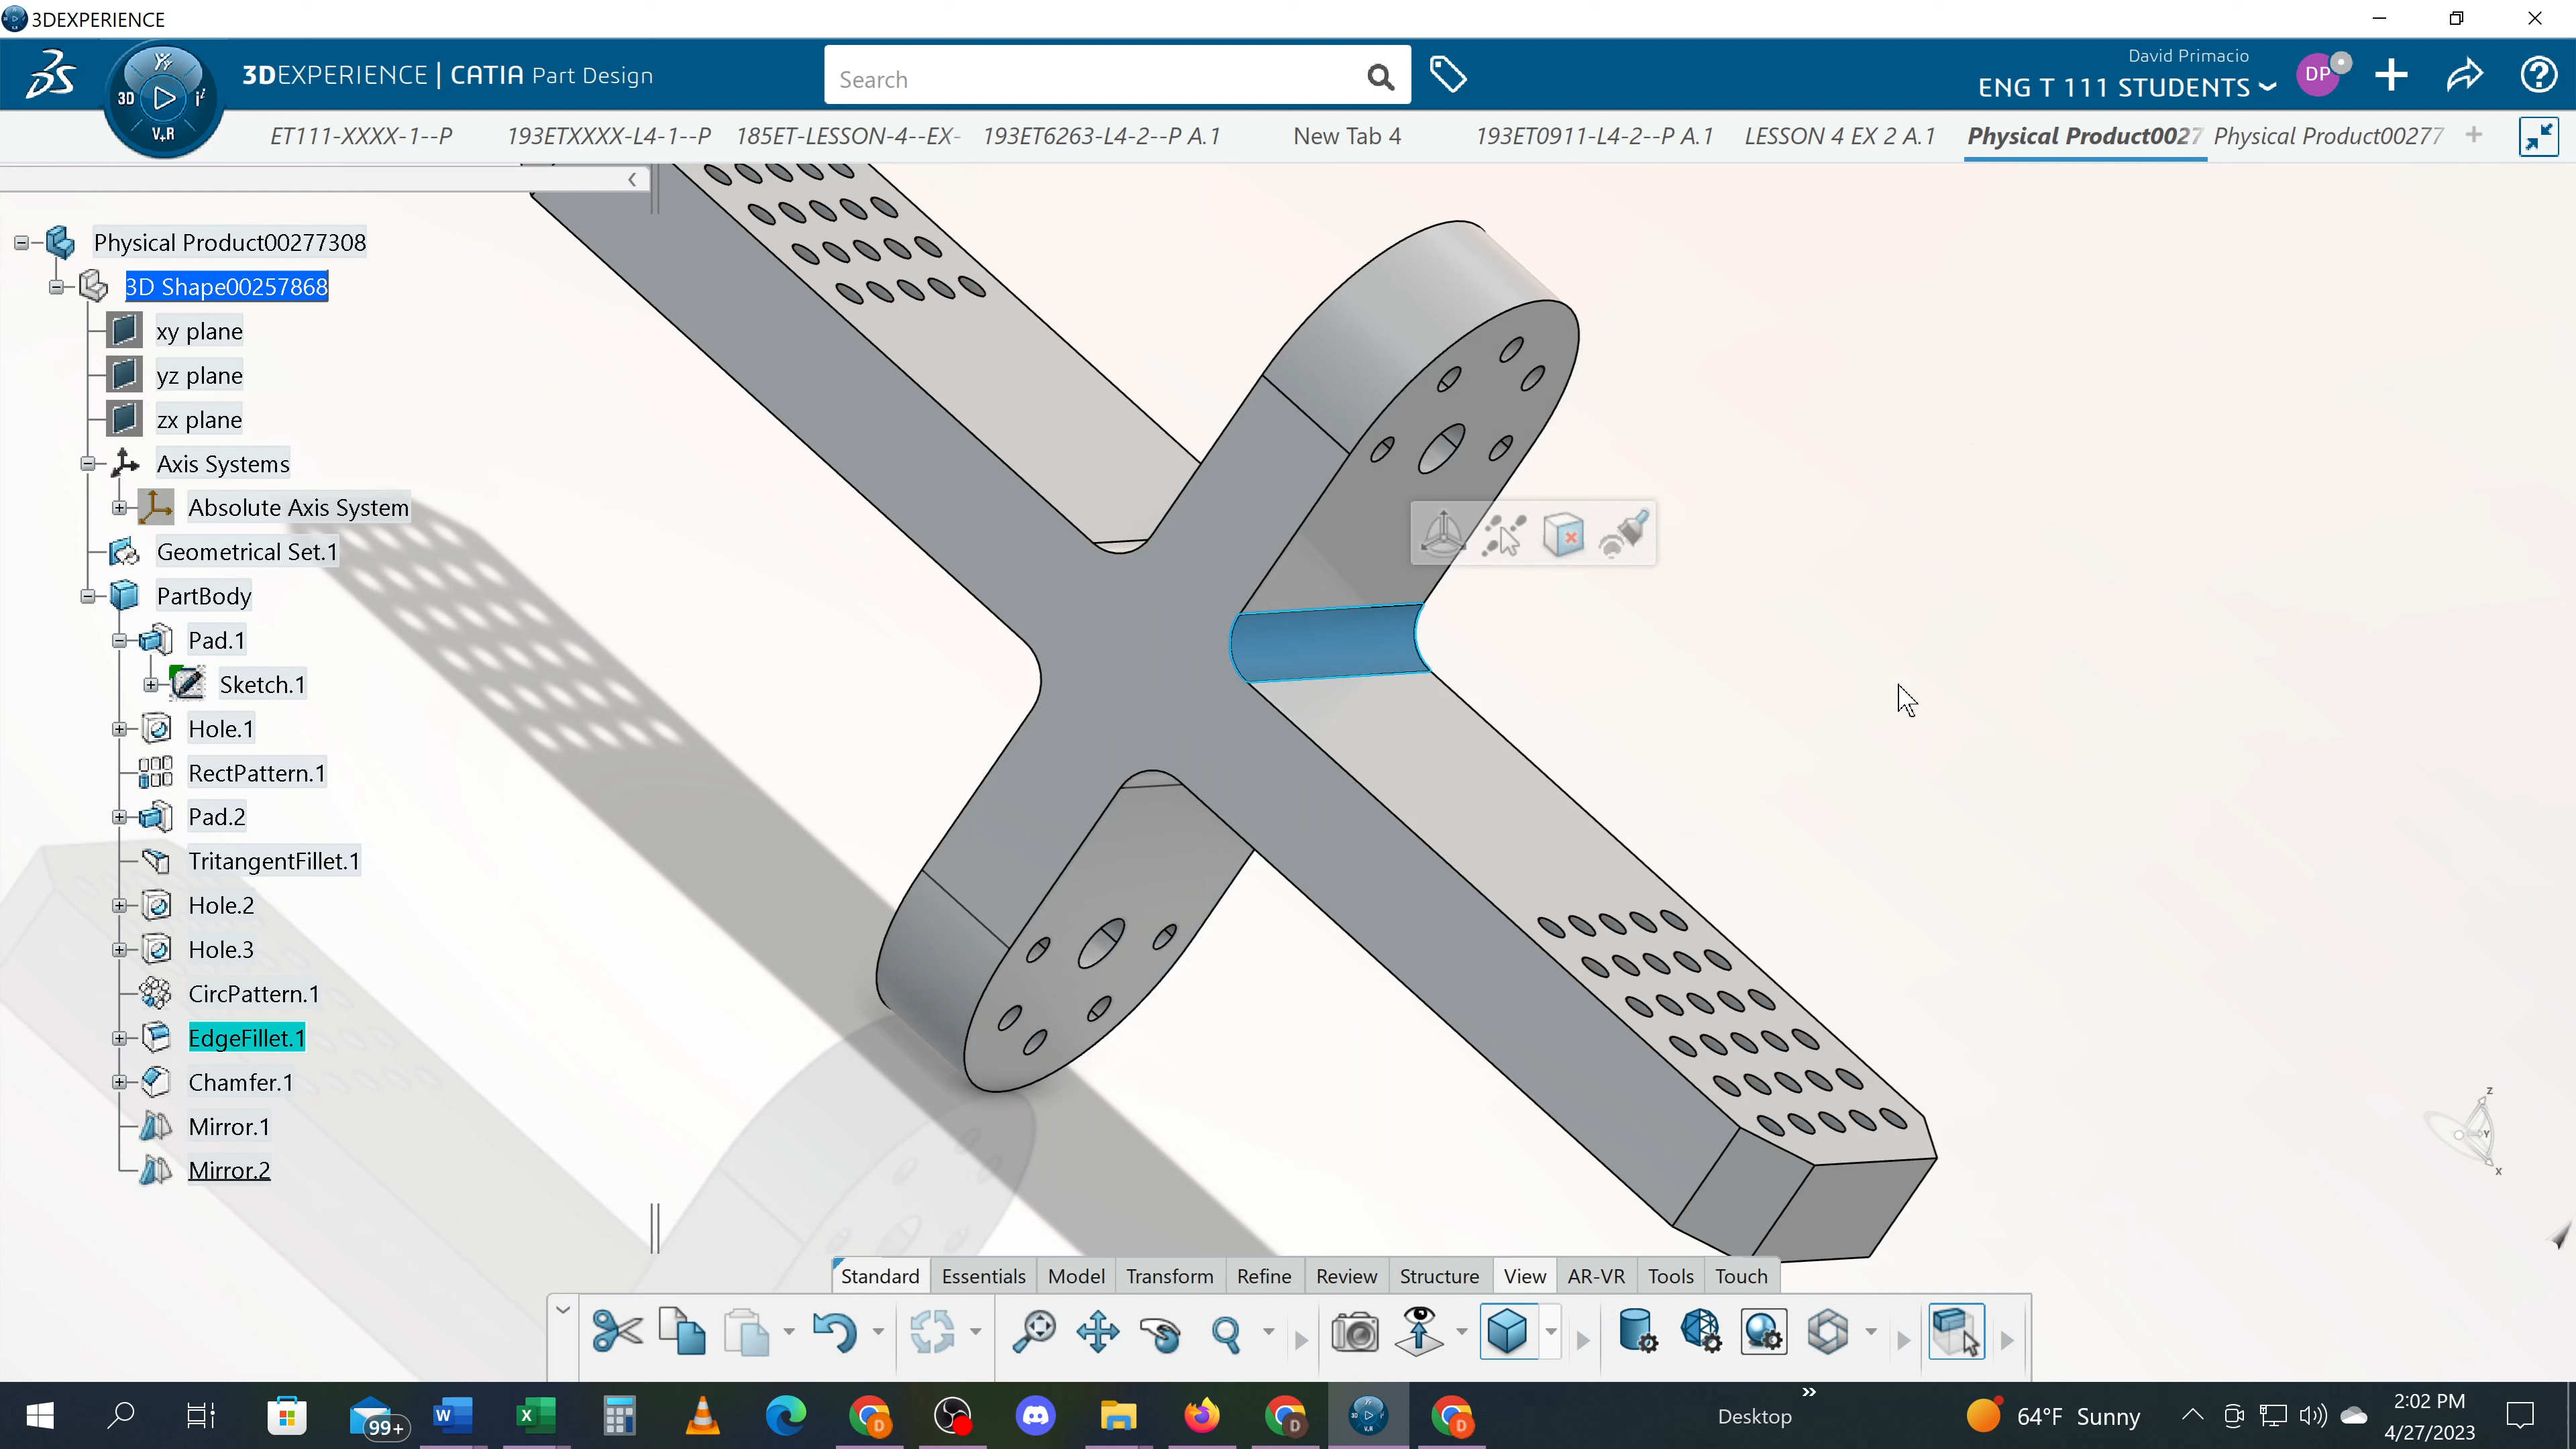 3DEXPERIENCE
3DEXPERIENCE | CATIA Part Design
3D
V+R
Search
David Primacio
ENG T 111 STUDENTS
DP
ET111-XXXX-1--P
193ETXXXX-L4-1--P
185ET-LESSON-4--EX-
193ET6263-L4-2--P A.1
New Tab 4
193ET0911-L4-2--P A.1
LESSON 4 EX 2 A.1
Physical Product0027
Physical Product00277
Physical Product00277308
3D Shape00257868
xy plane
yz plane
zx plane
Axis Systems
Absolute Axis System
Geometrical Set.1
PartBody
Pad.1
Sketch.1
Hole.1
RectPattern.1
Pad.2
TritangentFillet.1
Hole.2
Hole.3
CircPattern.1
EdgeFillet.1
Chamfer.1
Mirror.1
Mirror.2
z
Y
x
Standard
Essentials
Model
Transform
Refine
Review
Structure
View
AR-VR
Tools
Touch
99+
Desktop
64°F Sunny
2:02 PM
4/27/2023